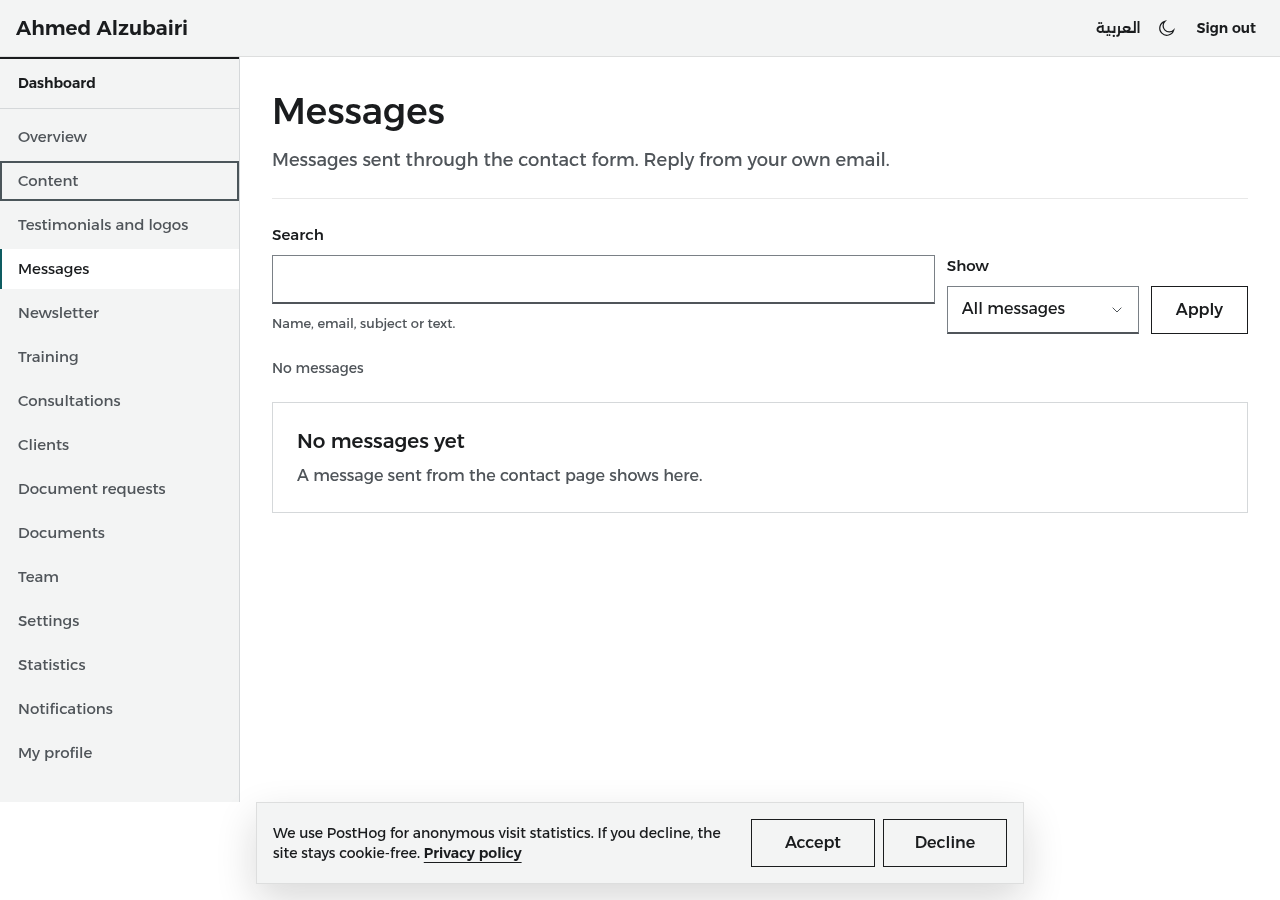 Ahmed Alzubairi
العربية
Sign out
Dashboard
Overview
Content
Testimonials and logos
Messages
Newsletter
Training
Consultations
Clients
Document requests
Documents
Team
Settings
Statistics
Notifications
My profile
Messages
Messages sent through the contact form. Reply from your own email.
Search
Name, email, subject or text.
Show
All messages
Apply
No messages
No messages yet
A message sent from the contact page shows here.
We use PostHog for anonymous visit statistics. If you decline, the
site stays cookie-free. Privacy policy
Accept
Decline